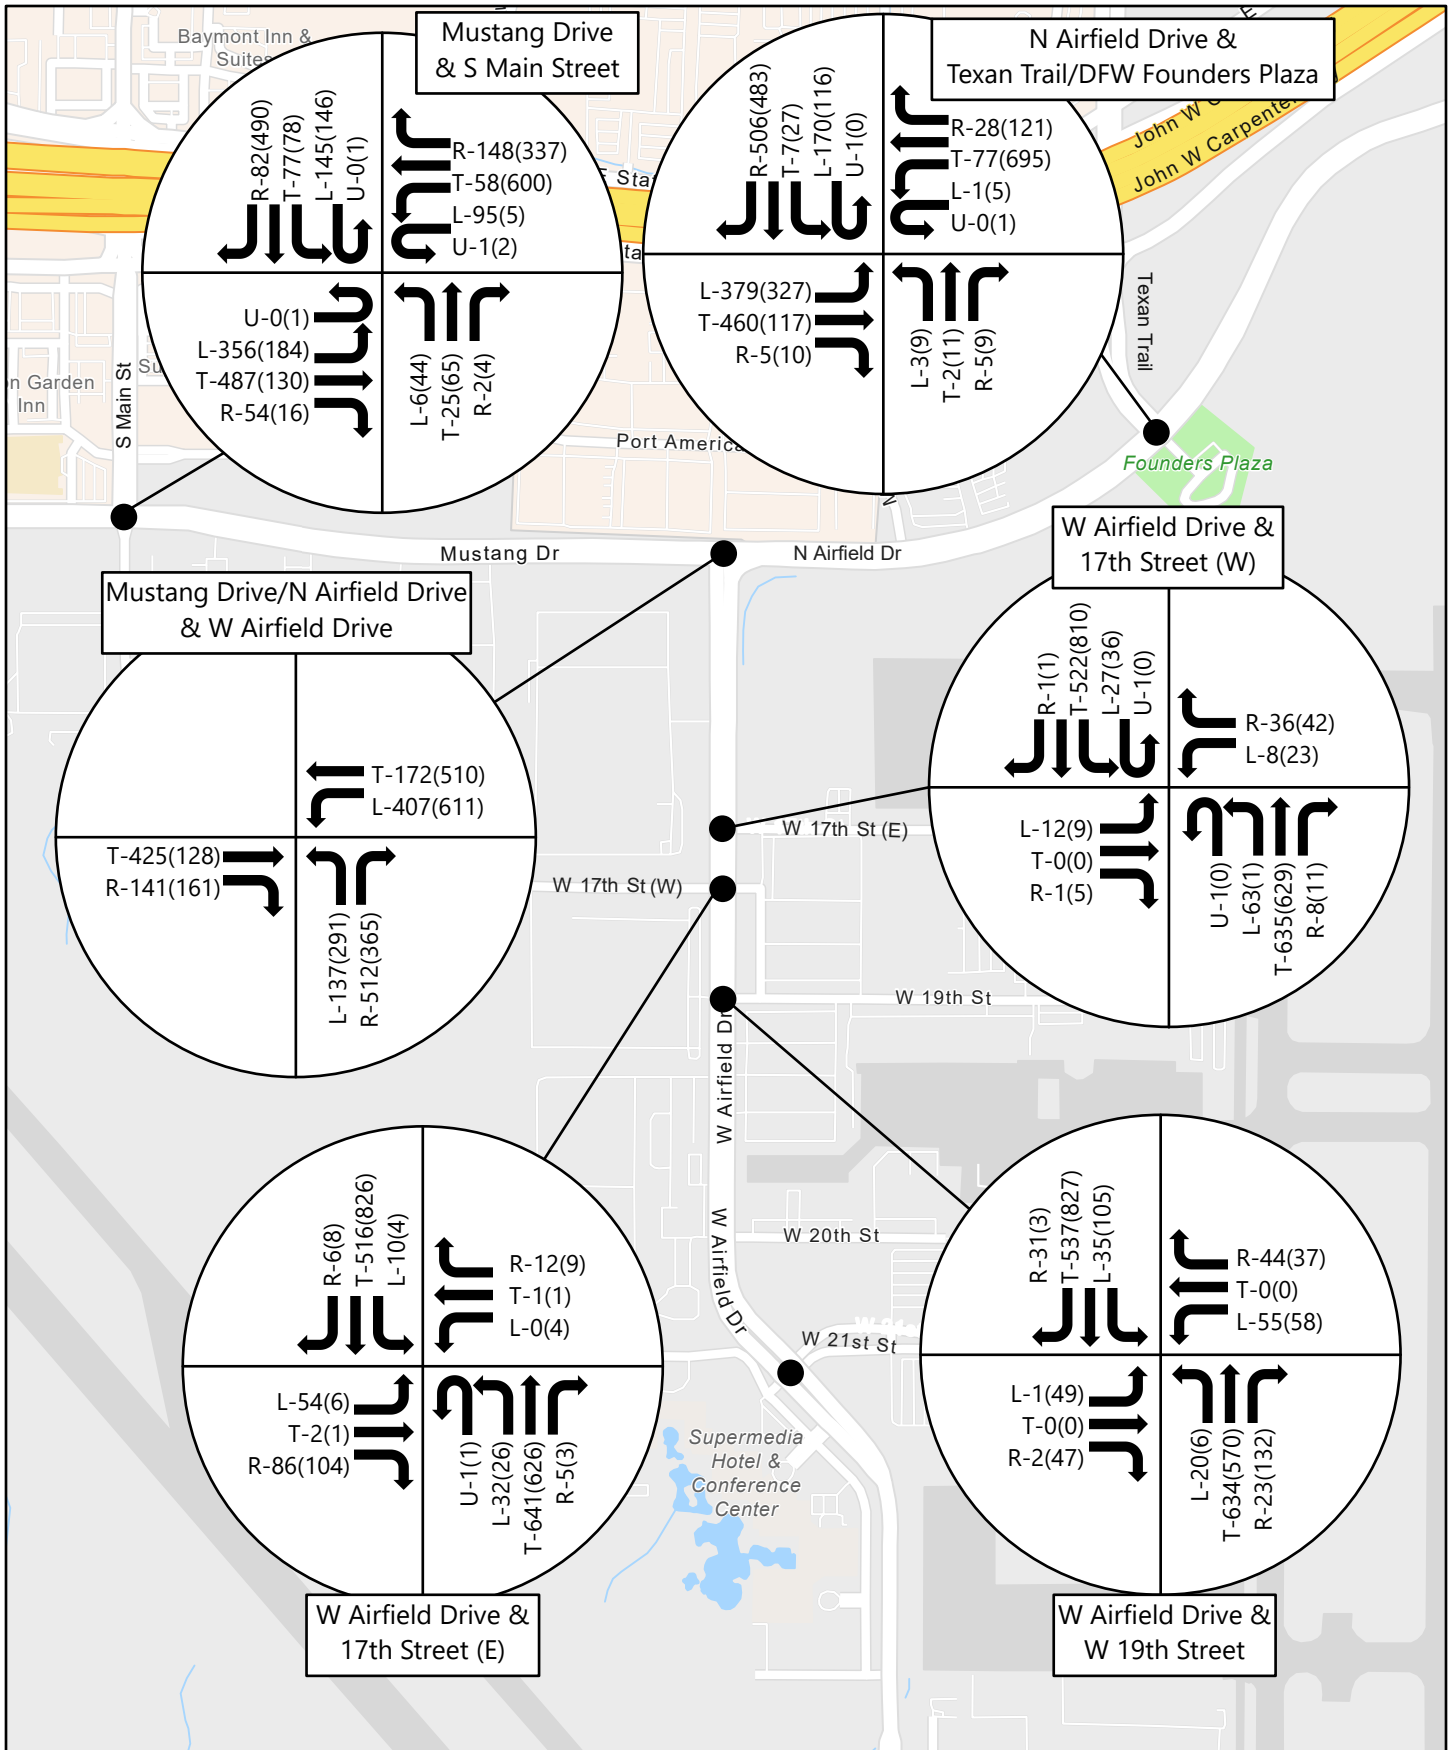 Baymont Inn &
Suites
Mustang Drive
& S Main Street
R-82(490)
T-77(78)
L-145(146)
U-0(1)
R-148(337)
T-58(600)
L-95(5)
U-1(2)
U-0(1)
L-356(184)
T-487(130)
R-54(16)
L-6(44)
T-25(65)
R-2(4)
N Airfield Drive &
Texan Trail/DFW Founders Plaza
R-506(483)
T-7(27)
L-170(116)
U-1(0)
R-28(121)
T-77(695)
L-1(5)
U-0(1)
L-379(327)
T-460(117)
R-5(10)
L-3(9)
T-2(11)
R-5(9)
E
John W C
John W Carpenter
E Stat
ta
Su
n Garden
Inn
S Main St
Port America
N
Texan Trail
Founders Plaza
Mustang Dr
N Airfield Dr
Mustang Drive/N Airfield Drive
& W Airfield Drive
T-172(510)
L-407(611)
T-425(128)
R-141(161)
L-137(291)
R-512(365)
W Airfield Drive &
17th Street (W)
R-1(1)
T-522(810)
L-27(36)
U-1(0)
R-36(42)
L-8(23)
L-12(9)
T-0(0)
R-1(5)
U-1(0)
L-63(1)
T-635(629)
R-8(11)
W 17th St (E)
W 17th St (W)
W 19th St
W Airfield Dr
W 20th St
W Airfield Dr
W 21st St
R-6(8)
T-516(826)
L-10(4)
R-12(9)
T-1(1)
L-0(4)
L-54(6)
T-2(1)
R-86(104)
U-1(1)
L-32(26)
T-641(626)
R-5(3)
W Airfield Drive &
17th Street (E)
Supermedia
Hotel &
Conference
Center
R-31(3)
T-537(827)
L-35(105)
R-44(37)
T-0(0)
L-55(58)
L-1(49)
T-0(0)
R-2(47)
L-20(6)
T-634(570)
R-23(132)
W Airfield Drive &
W 19th Street